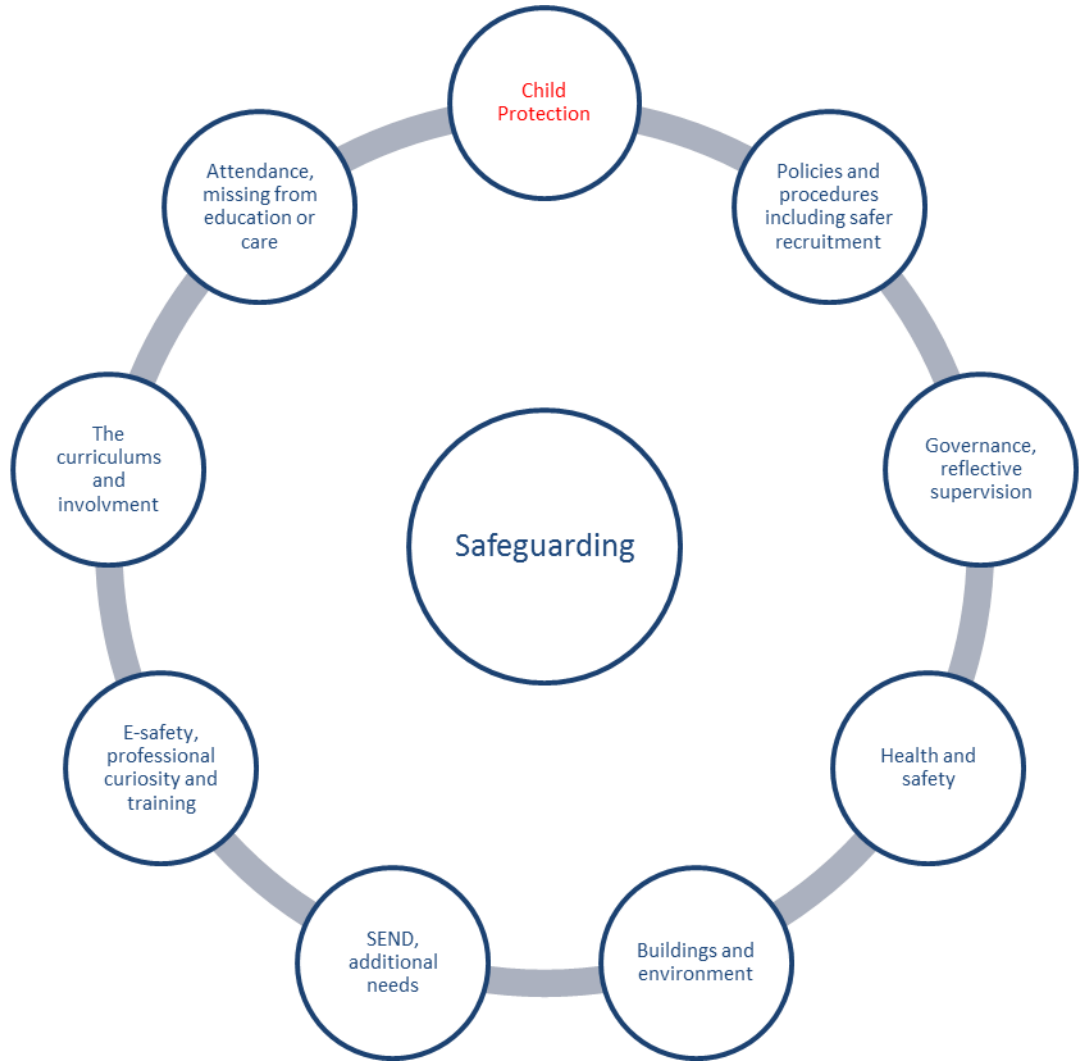 Child
Protection
Policies and
procedures
including safer
recruitment
Governance,
reflective
supervision
Health and
safety
Buildings and
environment
SEND,
additional
needs
E-safety,
professional
curiosity and
training
The
curriculums
and
involvment
Attendance,
missing from
education or
care
Safeguarding